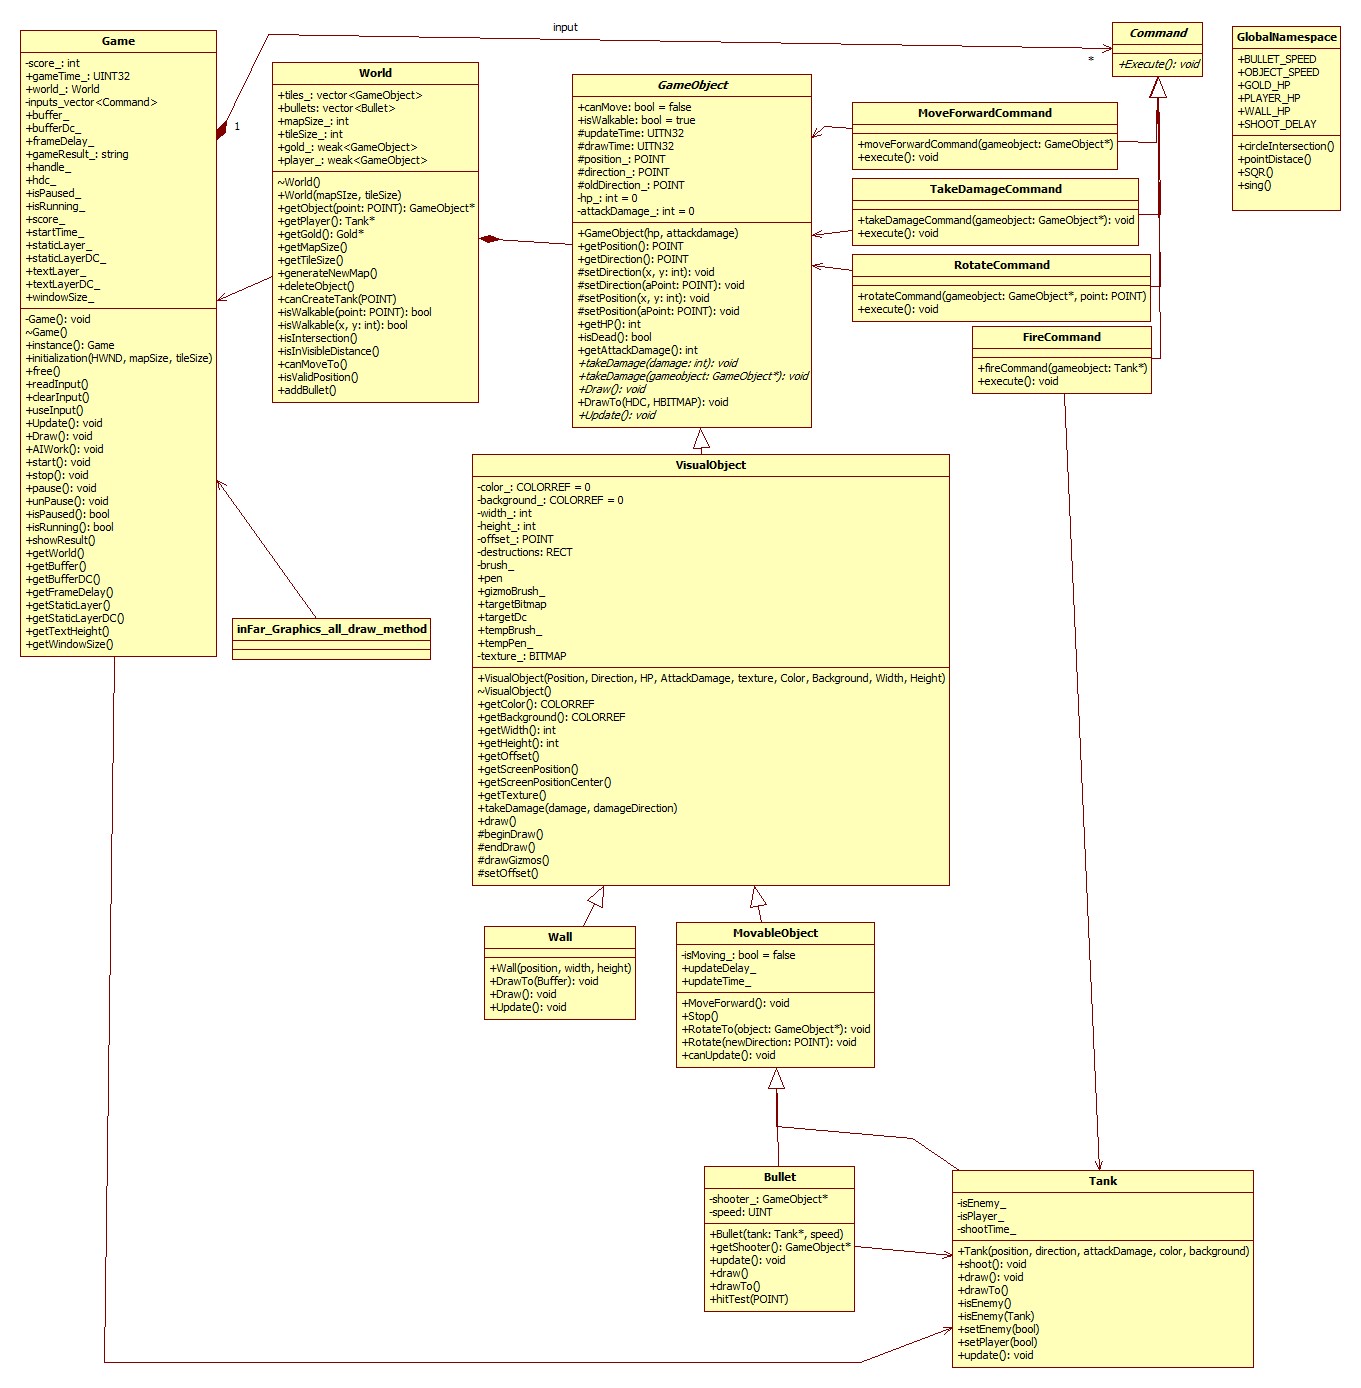 Game
-score_: int
+gameTime_: UINT32
+world_: World
-inputs_vector<Command>
+buffer_
+bufferDc_
+frameDelay_
+gameResult_: string
+handle_
+hdc_
+isPaused_
+isRunning_
+score_
+startTime_
+staticLayer_
+staticLayerDC_
+textLayer_
+textLayerDC_
+windowSize_
-Game(): void
~Game()
+instance(): Game
+initialization(HWND, mapSize, tileSize)
+free()
+readInput()
+clearInput()
+useInput()
+Update(): void
+Draw(): void
+AIWork(): void
+start(): void
+stop(): void
+pause(): void
+unPause(): void
+isPaused(): bool
+isRunning(): bool
+showResult()
+getWorld()
+getBuffer()
+getBufferDC()
+getFrameDelay()
+getStaticLayer()
+getStaticLayerDC()
+getTextHeight()
+getWindowSize()
input
1
*
World
+tiles_: vector<GameObject>
+bullets: vector<Bullet>
+mapSize_: int
+tileSize_: int
+gold_: weak<GameObject>
+player_: weak<GameObject>
~World()
+World(mapSIze, tileSize)
+getObject(point: POINT): GameObject*
+getPlayer(): Tank*
+getGold(): Gold*
+getMapSize()
+getTileSize()
+generateNewMap()
+deleteObject()
+canCreateTank(POINT)
+isWalkable(point: POINT): bool
+isWalkable(x, y: int): bool
+isIntersection()
+isInVisibleDistance()
+canMoveTo()
+isValidPosition()
+addBullet()
GameObject
+canMove: bool = false
+isWalkable: bool = true
#updateTime: UITN32
#drawTime: UITN32
#position_: POINT
#direction_: POINT
#oldDirection_: POINT
-hp_: int = 0
-attackDamage_: int = 0
+GameObject(hp, attackdamage)
+getPosition(): POINT
+getDirection(): POINT
#setDirection(x, y: int): void
#setDirection(aPoint: POINT): void
#setPosition(x, y: int): void
#setPosition(aPoint: POINT): void
+getHP(): int
+isDead(): bool
+getAttackDamage(): int
+takeDamage(damage: int): void
+takeDamage(gameobject: GameObject*): void
+Draw(): void
+DrawTo(HDC, HBITMAP): void
+Update(): void
Command
+Execute(): void
GlobalNamespace
+BULLET_SPEED
+OBJECT_SPEED
+GOLD_HP
+PLAYER_HP
+WALL_HP
+SHOOT_DELAY
+circleIntersection()
+pointDistace()
+SQR()
+sing()
MoveForwardCommand
+moveForwardCommand(gameobject: GameObject*)
+execute(): void
TakeDamageCommand
+takeDamageCommand(gameobject: GameObject*): void
+execute(): void
RotateCommand
+rotateCommand(gameobject: GameObject*, point: POINT)
+execute(): void
FireCommand
+fireCommand(gameobject: Tank*)
+execute(): void
inFar_Graphics_all_draw_method
VisualObject
-color_: COLORREF = 0
-background_: COLORREF = 0
-width_: int
-height_: int
-offset_: POINT
-destructions: RECT
-brush_
+pen
+gizmoBrush_
+targetBitmap
+targetDc
+tempBrush_
+tempPen_
-texture_: BITMAP
+VisualObject(Position, Direction, HP, AttackDamage, texture, Color, Background, Width, Height)
~VisualObject()
+getColor(): COLORREF
+getBackground(): COLORREF
+getWidth(): int
+getHeight(): int
+getOffset()
+getScreenPosition()
+getScreenPositionCenter()
+getTexture()
+takeDamage(damage, damageDirection)
+draw()
#beginDraw()
#endDraw()
#drawGizmos()
#setOffset()
Wall
+Wall(position, width, height)
+DrawTo(Buffer): void
+Draw(): void
+Update(): void
MovableObject
-isMoving_: bool = false
+updateDelay_
+updateTime_
+MoveForward(): void
+Stop()
+RotateTo(object: GameObject*): void
+Rotate(newDirection: POINT): void
+canUpdate(): void
Bullet
-shooter_: GameObject*
-speed: UINT
+Bullet(tank: Tank*, speed)
+getShooter(): GameObject*
+update(): void
+draw()
+drawTo()
+hitTest(POINT)
Tank
-isEnemy_
-isPlayer_
-shootTime_
+Tank(position, direction, attackDamage, color, background)
+shoot(): void
+draw(): void
+drawTo()
+isEnemy()
+isEnemy(Tank)
+setEnemy(bool)
+setPlayer(bool)
+update(): void